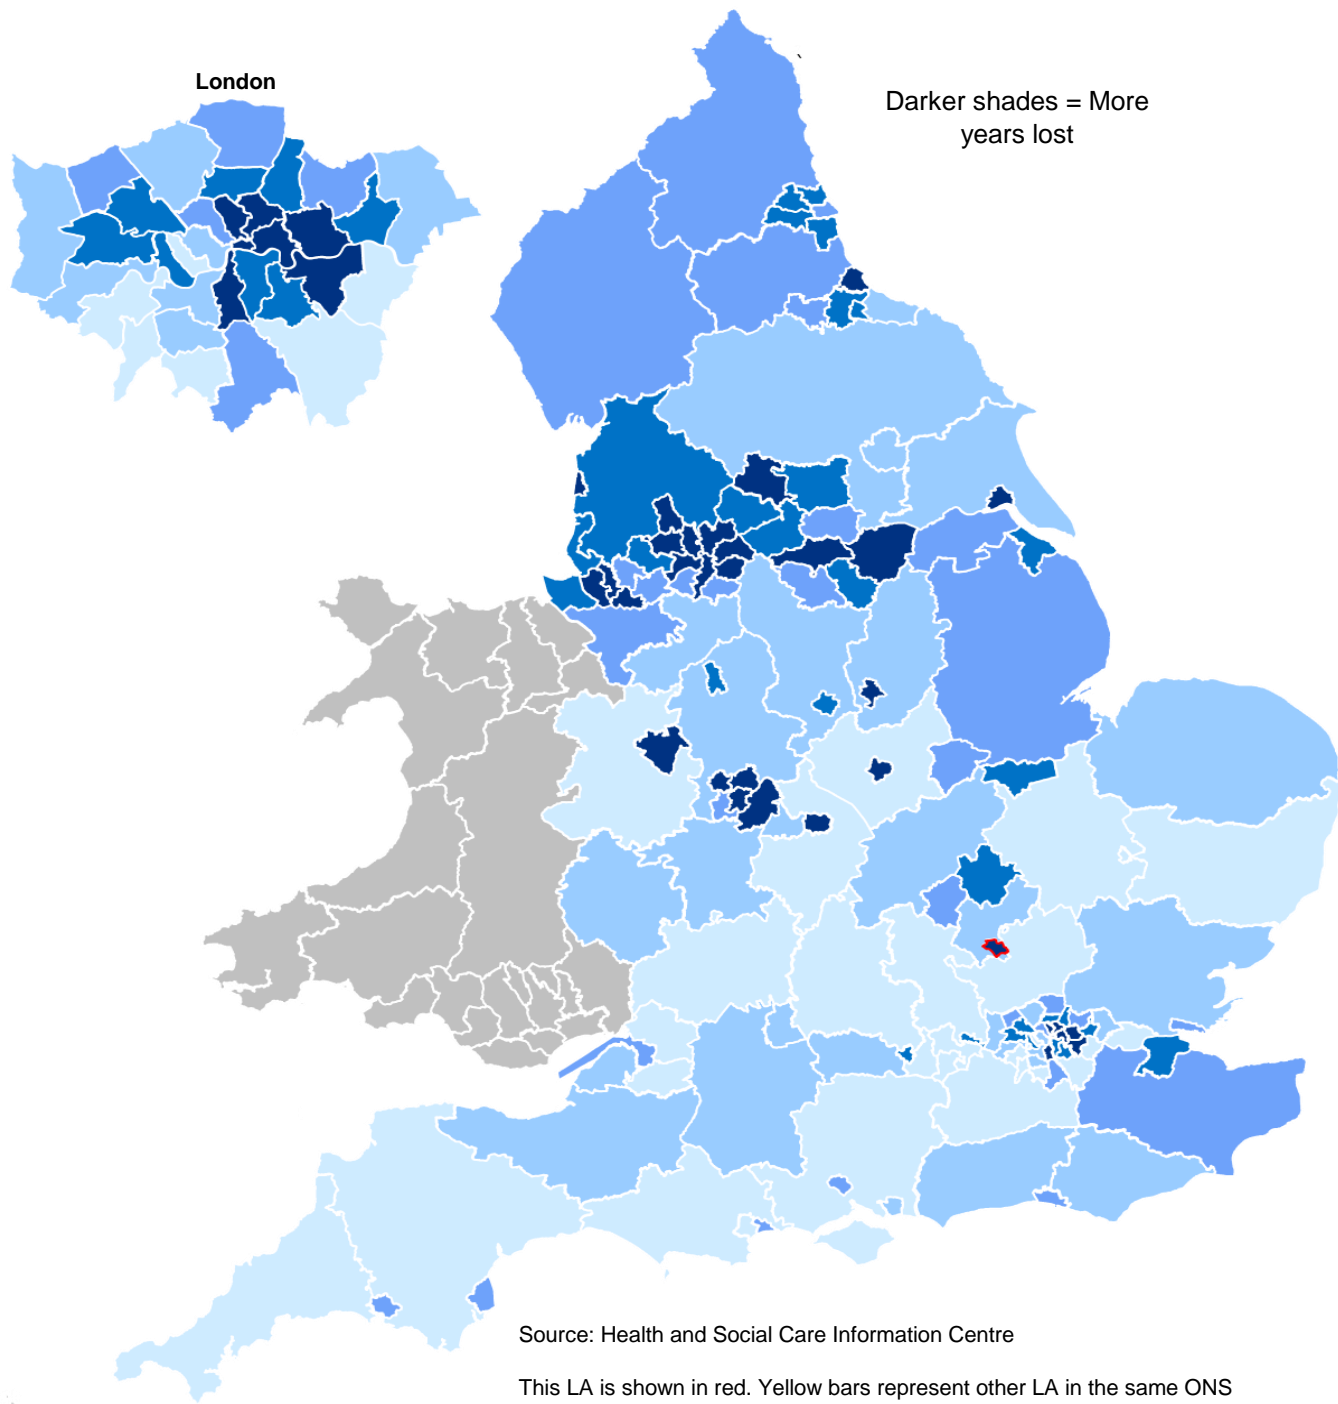 London
Darker shades = More
years lost
Source: Health and Social Care Information Centre
This LA is shown in red. Yellow bars represent other LA in the same ONS